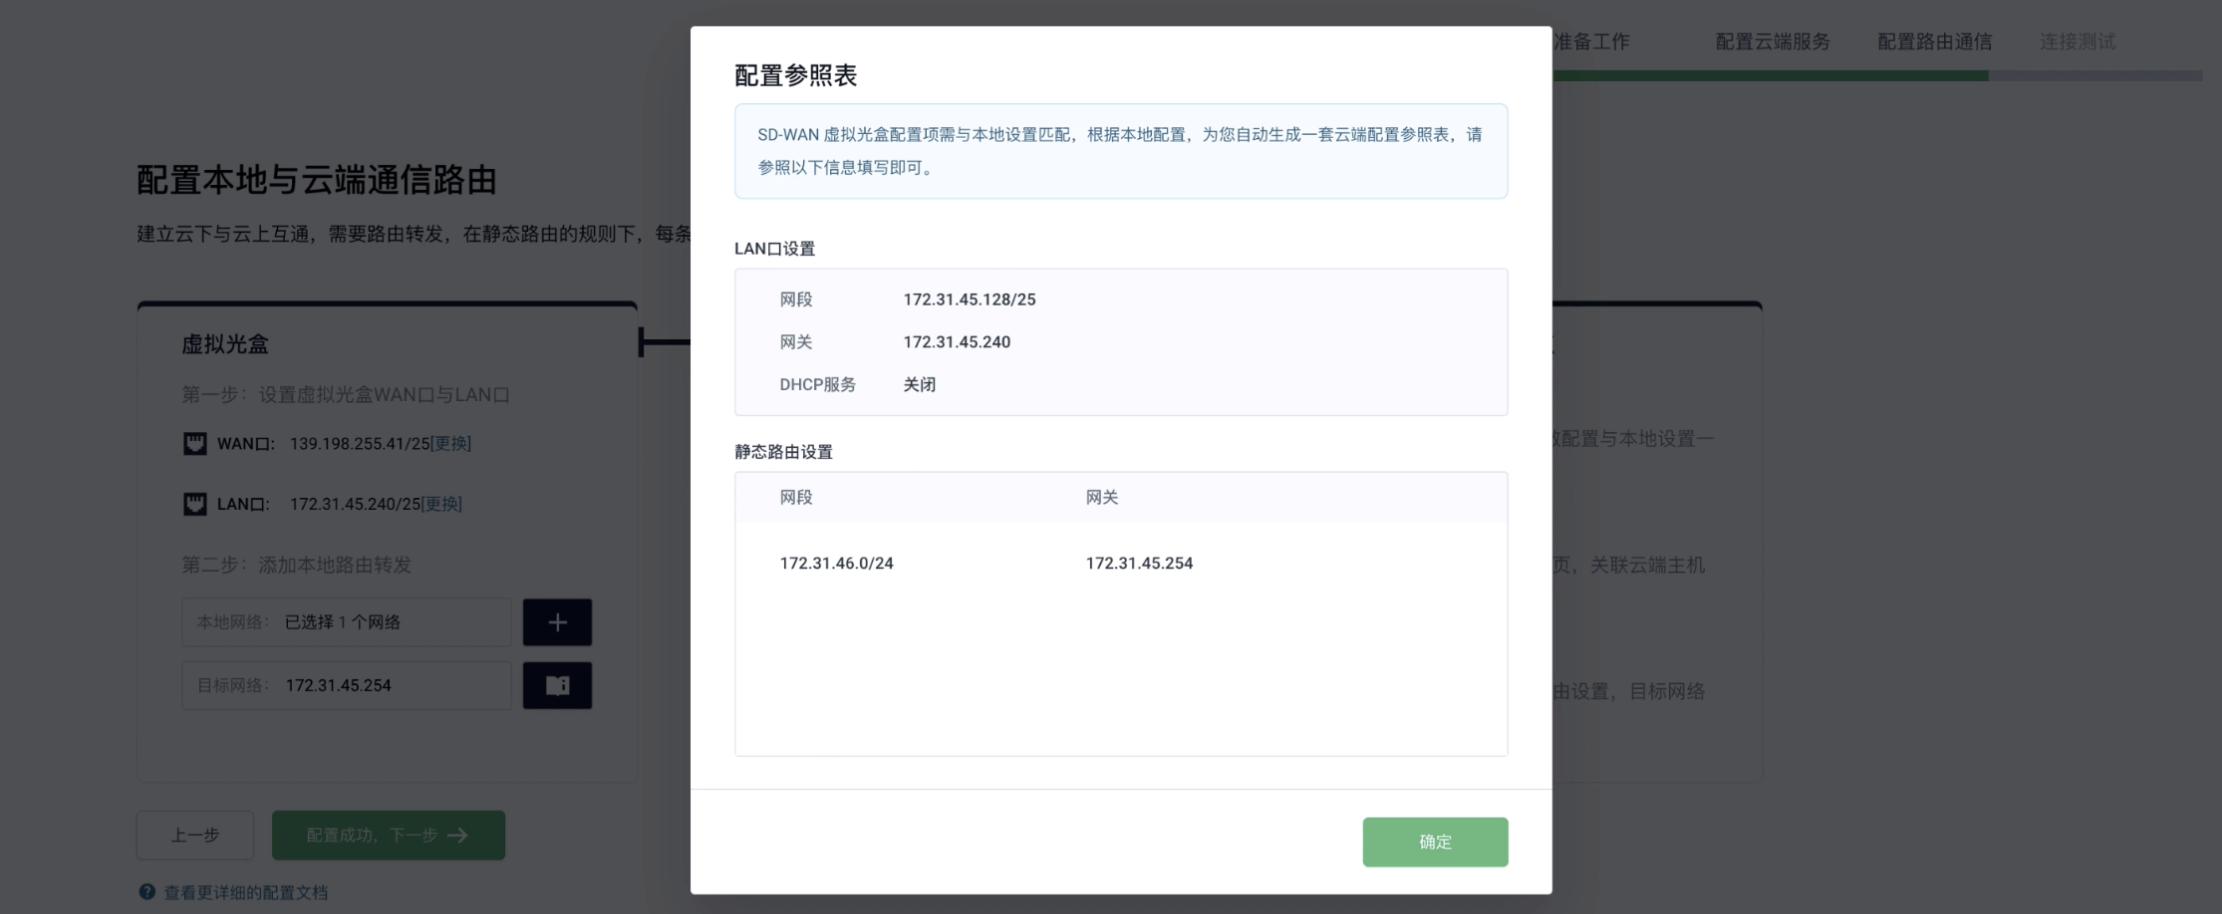 准备工作
配置云端服务
配置路由通信
连接测试
配置本地与云端通信路由
建立云下与云上互通，需要路由转发，在静态路由的规则下，每条
虚拟光盒
第一步：设置虚拟光盒WAN口与LAN口
WAN口： 139.198.255.41/25[更换]
LAN口： 172.31.45.240/25[更换]
第二步：添加本地路由转发
本地网络： 已选择 1 个网络
目标网络： 172.31.45.254
上一步
配置成功，下一步
查看更详细的配置文档
配置参照表
SD-WAN 虚拟光盒配置项需与本地设置匹配，根据本地配置，为您自动生成一套云端配置参照表，请
参照以下信息填写即可。
LAN口设置
网段 172.31.45.128/25
网关 172.31.45.240
DHCP服务 关闭
静态路由设置
网段 网关
172.31.46.0/24 172.31.45.254
确定
配置与本地设置一
页，关联云端主机
由设置，目标网络